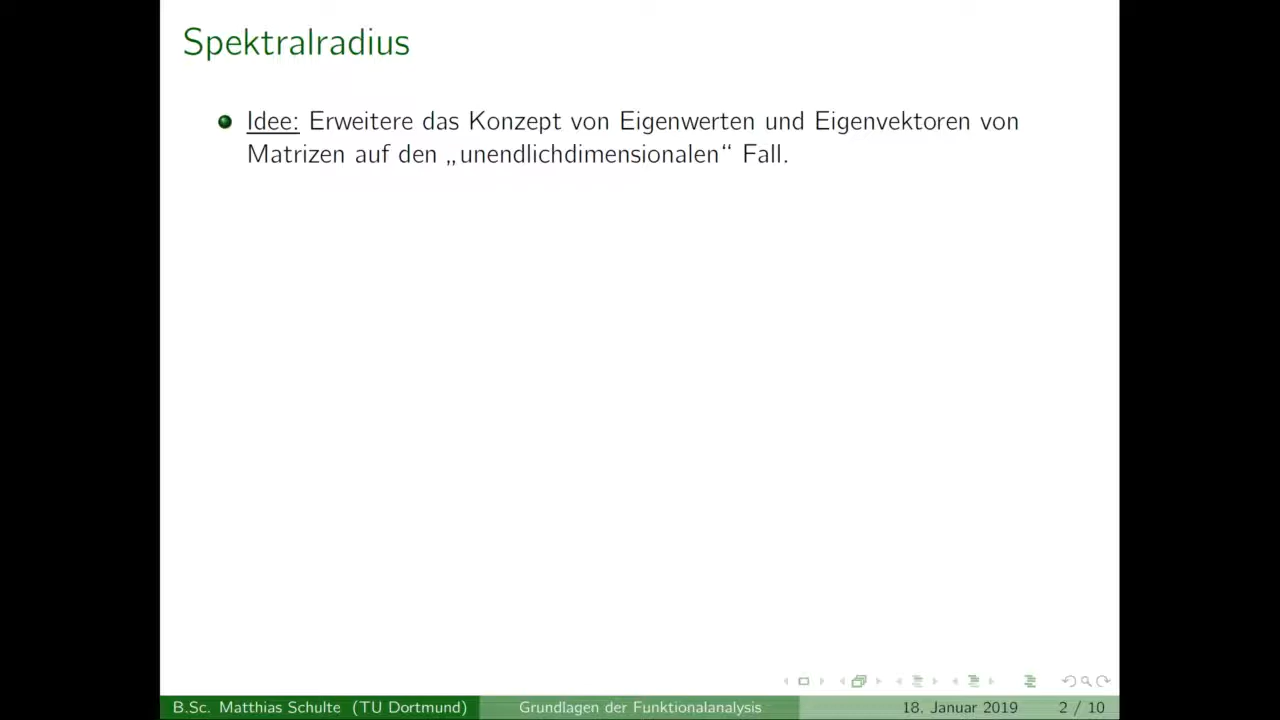 Spektralradius
Idee: Erweitere das Konzept von Eigenwerten und Eigenvektoren von
Matrizen auf den „unendlichdimensionalen“ Fall.
B.Sc. Matthias Schulte (TU Dortmund) Grundlagen der Funktionalanalysis 18. Januar 2019 2 / 10